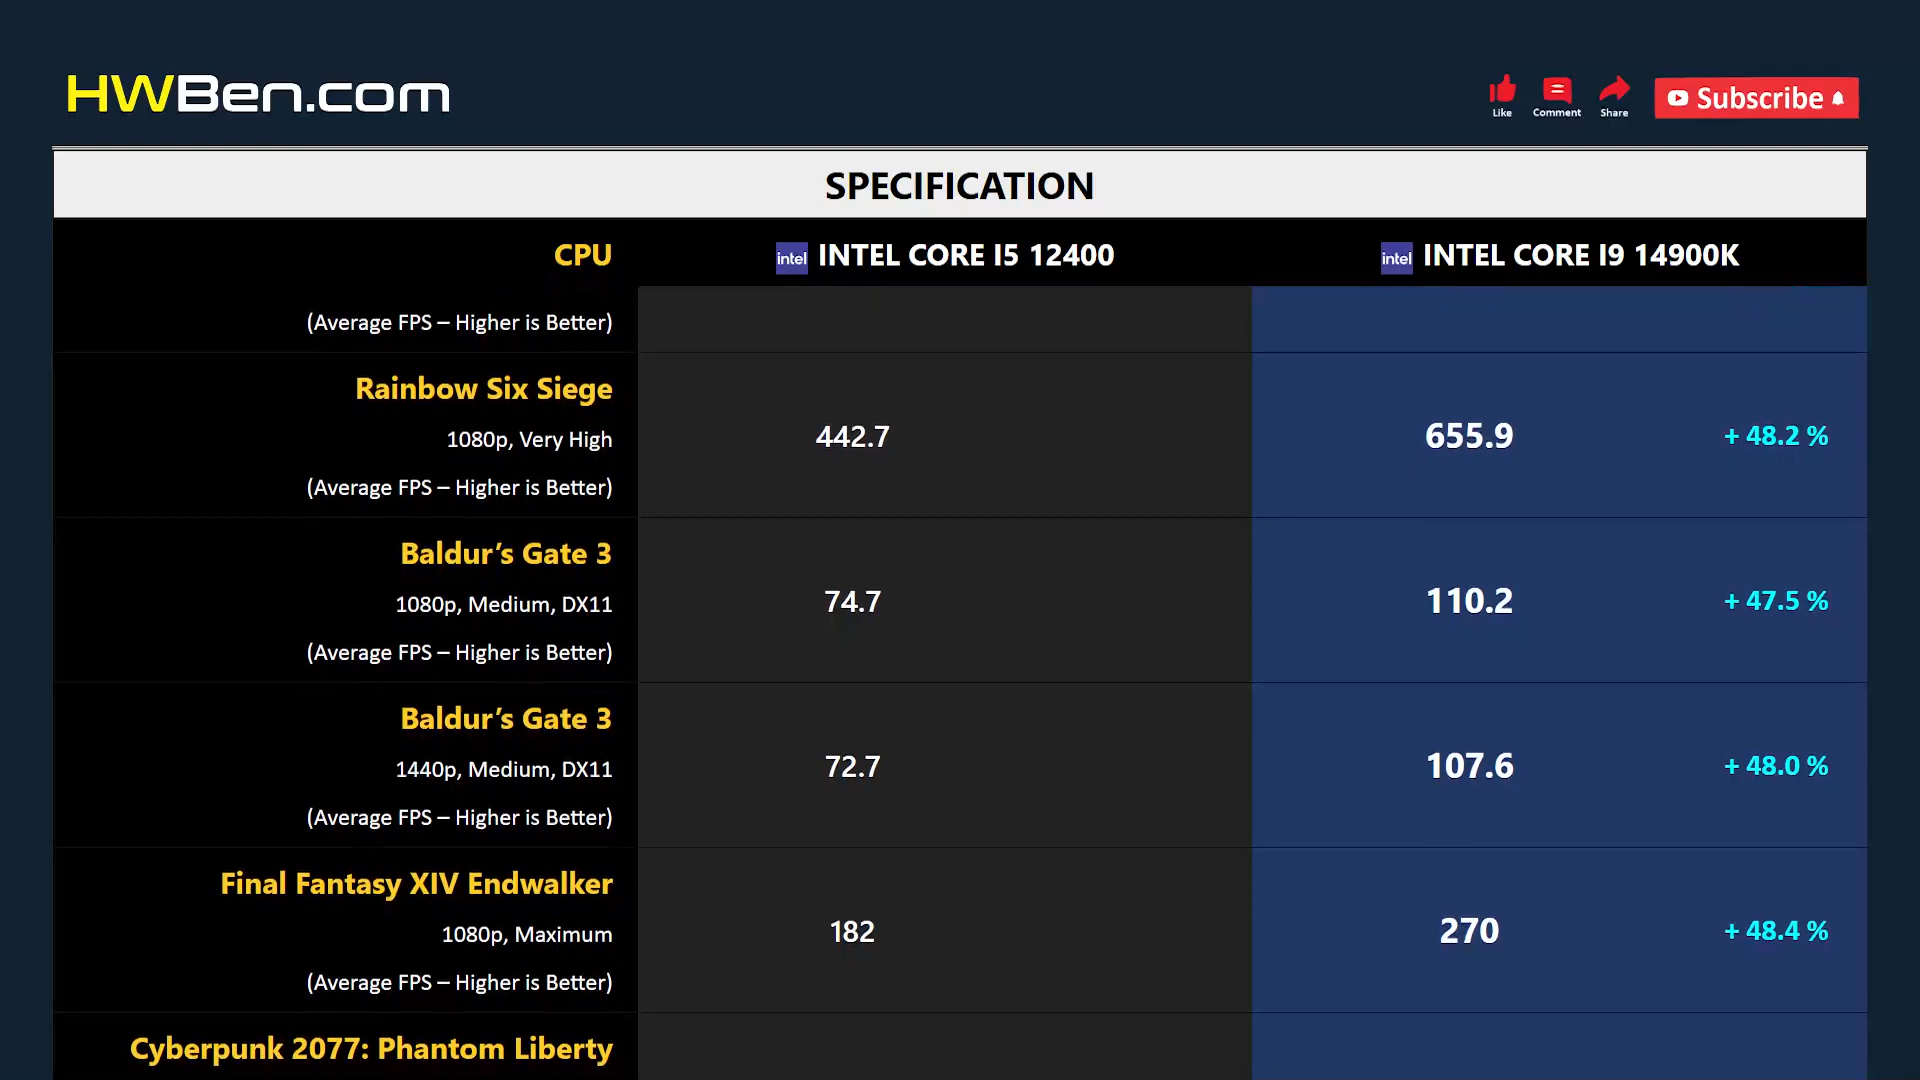 HWBen.com
Like Comment Share Subscribe
SPECIFICATION
CPU intel INTEL CORE I5 12400 intel INTEL CORE I9 14900K
(Average FPS – Higher is Better)
Rainbow Six Siege
1080p, Very High 442.7 655.9 + 48.2 %
(Average FPS – Higher is Better)
Baldur’s Gate 3
1080p, Medium, DX11 74.7 110.2 + 47.5 %
(Average FPS – Higher is Better)
Baldur’s Gate 3
1440p, Medium, DX11 72.7 107.6 + 48.0 %
(Average FPS – Higher is Better)
Final Fantasy XIV Endwalker
1080p, Maximum 182 270 + 48.4 %
(Average FPS – Higher is Better)
Cyberpunk 2077: Phantom Liberty